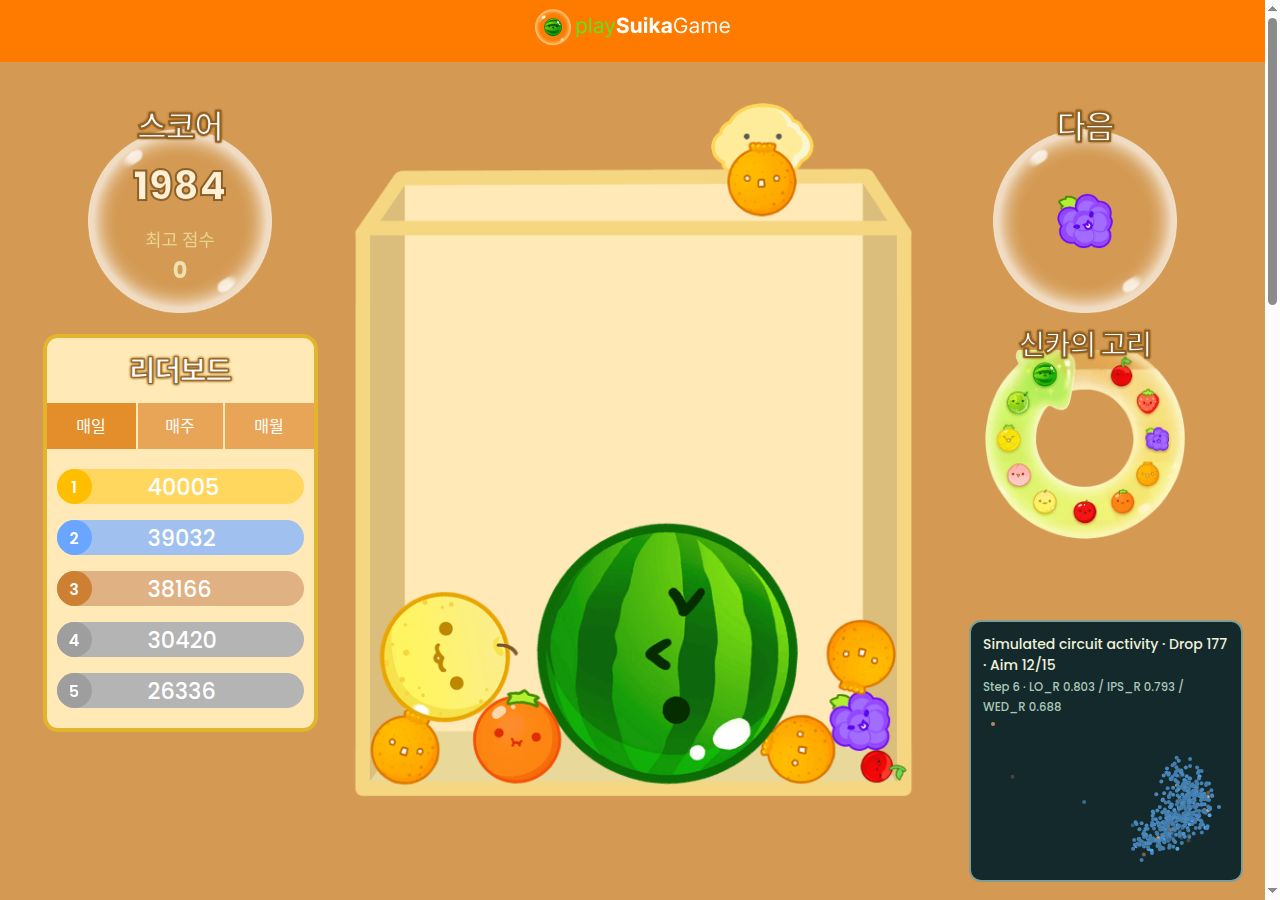 playSuikaGame
스코어
1984
최고 점수
0
다음
신카의 고리
리더보드
매일 매주 매월
1 40005
2 39032
3 38166
4 30420
5 26336
Simulated circuit activity · Drop 177
· Aim 12/15
Step 6 · LO_R 0.803 / IPS_R 0.793 /
WED_R 0.688